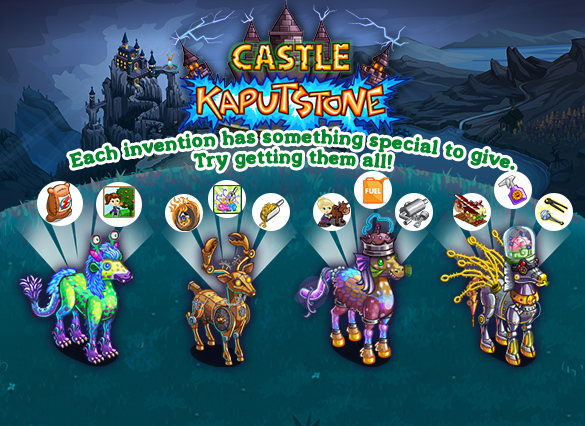 CASTLE
KAPUTSTONE
Each invention has something special to give.
Try getting them all!
FUEL